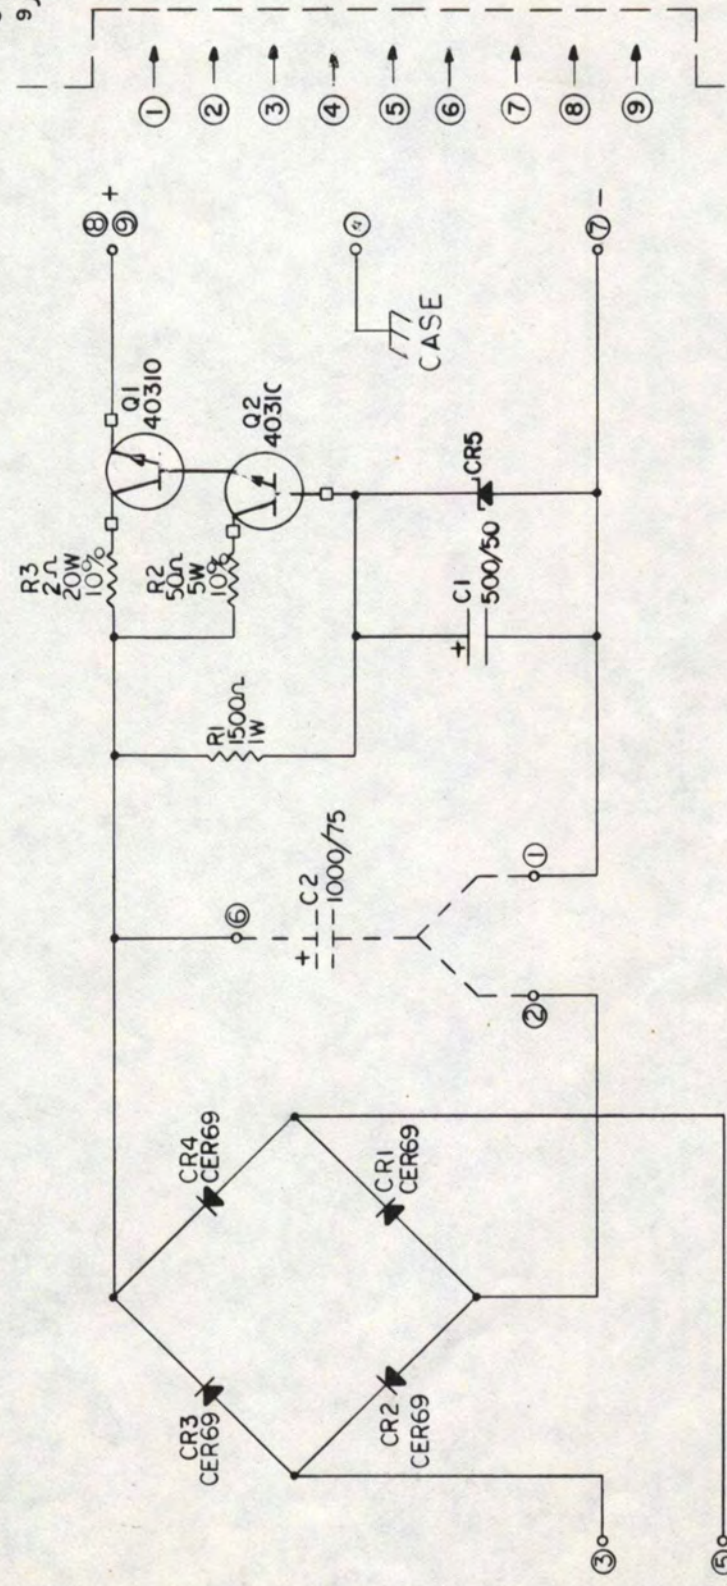 9
R3
2Ω
20W
10%
Q1
40310
⑧ +
⑨
R2
50Ω
5W
10%
Q2
4031C
R1
1500Ω
1W
④
CASE
C1
500/50
CR5
⑦ −
⑥
+ C2
1000/75
+
②
①
CR4
CER69
CR3
CER69
CR1
CER69
CR2
CER69
③
⑤
①
②
③
④
⑤
⑥
⑦
⑧
⑨